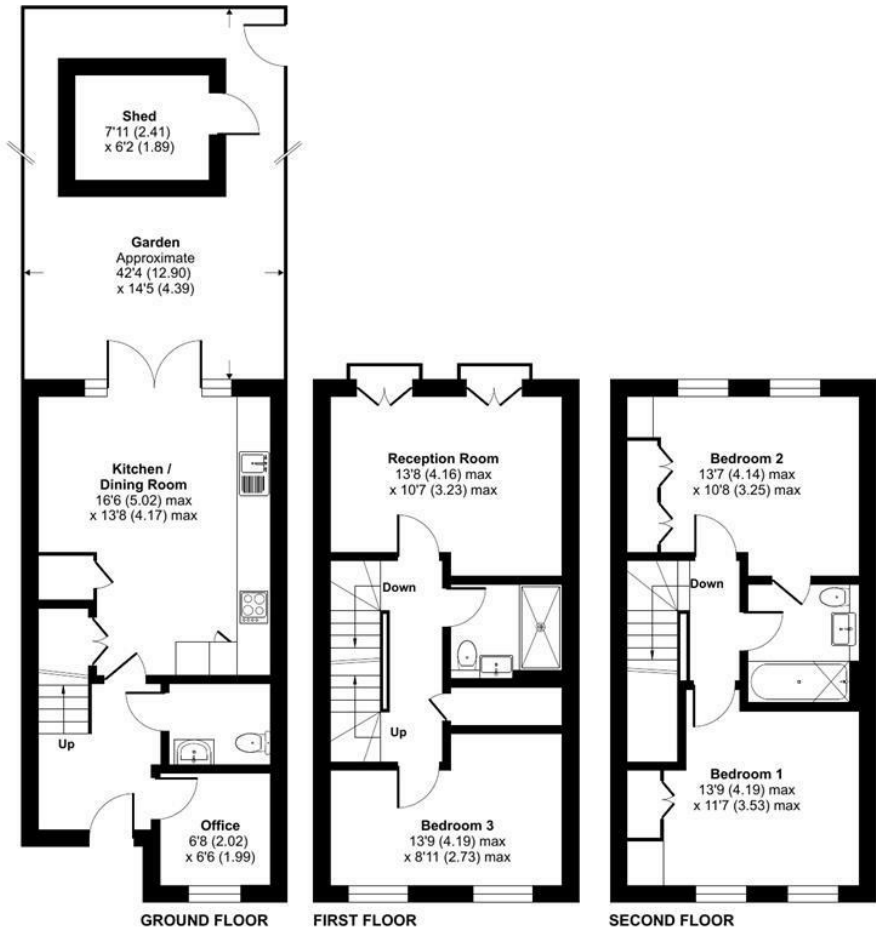 Shed
7'11 (2.41)
x 6'2 (1.89)
Garden
Approximate
42'4 (12.90)
x 14'5 (4.39)
Kitchen /
Dining Room
16'6 (5.02) max
x 13'8 (4.17) max
Up
Office
6'8 (2.02)
x 6'6 (1.99)
GROUND FLOOR
Reception Room
13'8 (4.16) max
x 10'7 (3.23) max
Down
Up
Bedroom 3
13'9 (4.19) max
x 8'11 (2.73) max
FIRST FLOOR
Bedroom 2
13'7 (4.14) max
x 10'8 (3.25) max
Down
Bedroom 1
13'9 (4.19) max
x 11'7 (3.53) max
SECOND FLOOR